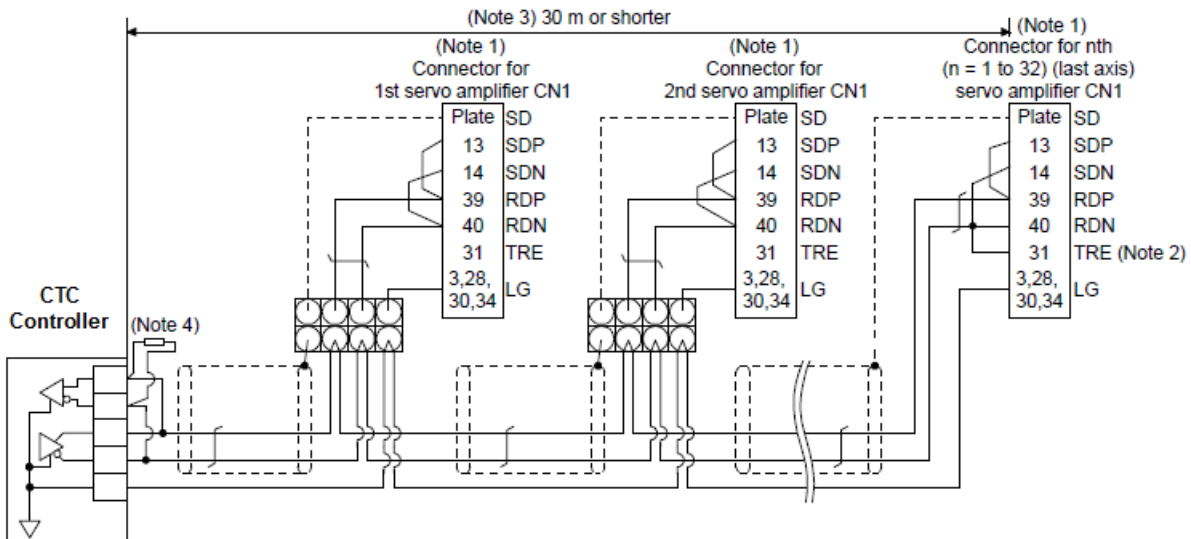 (Note 3) 30 m or shorter
(Note 1)
Connector for
1st servo amplifier CN1
Plate SD
13 SDP
14 SDN
39 RDP
40 RDN
31 TRE
3,28,
30,34 LG
(Note 1)
Connector for
2nd servo amplifier CN1
Plate SD
13 SDP
14 SDN
39 RDP
40 RDN
31 TRE
3,28,
30,34 LG
(Note 1)
Connector for nth
(n = 1 to 32) (last axis)
servo amplifier CN1
Plate SD
13 SDP
14 SDN
39 RDP
40 RDN
31 TRE (Note 2)
3,28,
30,34 LG
CTC
Controller
(Note 4)